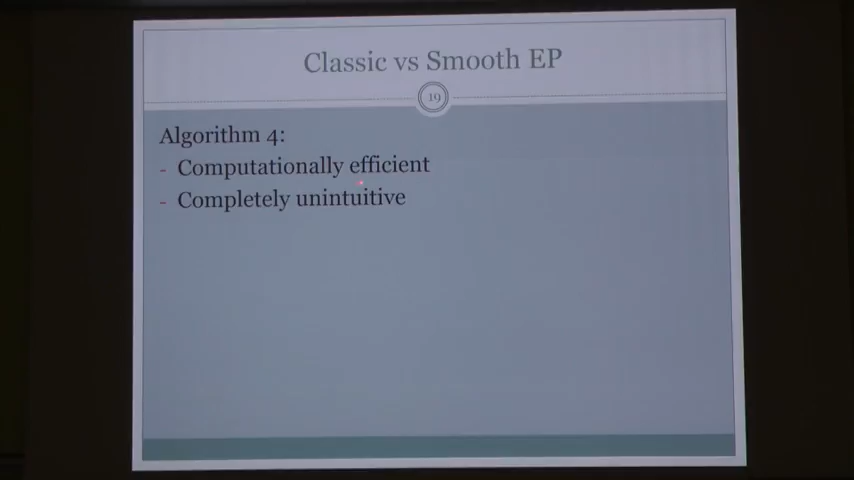 Classic vs Smooth EP
19
Algorithm 4:
- Computationally efficient
- Completely unintuitive